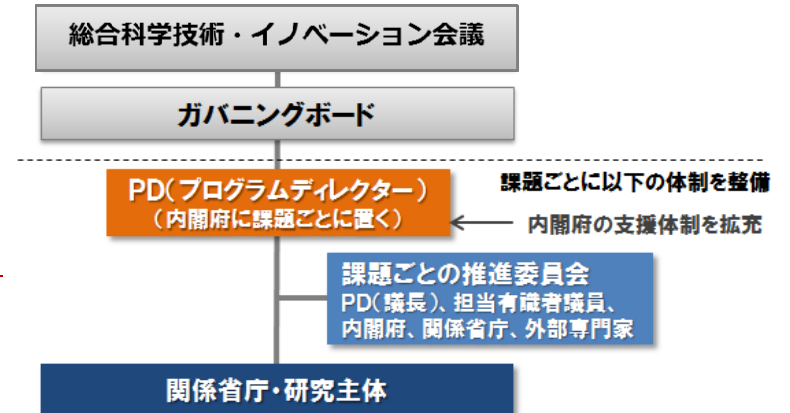 総合科学技術・イノベーション会議
ガバニングボード
PD(プログラムディレクター)
(内閣府に課題ごとに置く)
課題ごとに以下の体制を整備
内閣府の支援体制を拡充
課題ごとの推進委員会
PD(議長)、担当有識者議員、
内閣府、関係省庁、外部専門家
関係省庁・研究主体